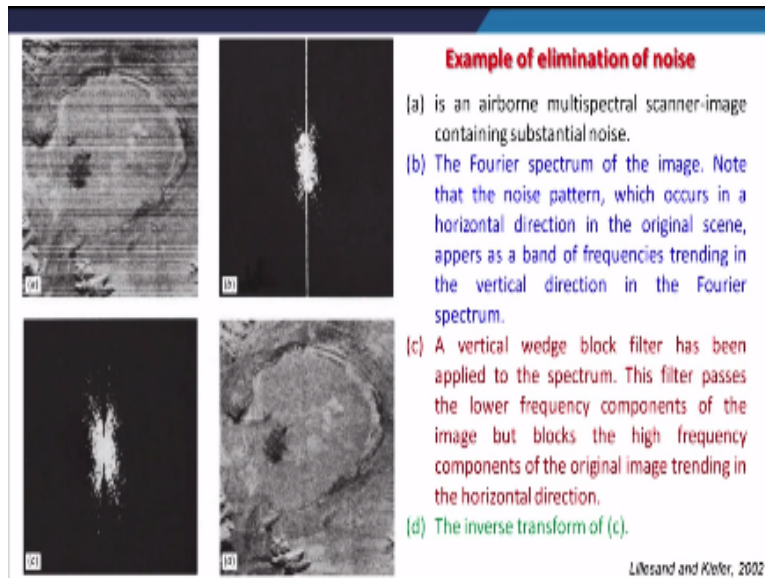 Example of elimination of noise
(a) is an airborne multispectral scanner-image
containing substantial noise.
(b) The Fourier spectrum of the image. Note
that the noise pattern, which occurs in a
horizontal direction in the original scene,
appers as a band of frequencies trending in
the vertical direction in the Fourier
spectrum.
(c) A vertical wedge block filter has been
applied to the spectrum. This filter passes
the lower frequency components of the
image but blocks the high frequency
components of the original image trending in
the horizontal direction.
(d) The inverse transform of (c).
(a)
(b)
(c)
(d)
Lillesand and Kiefer, 2002